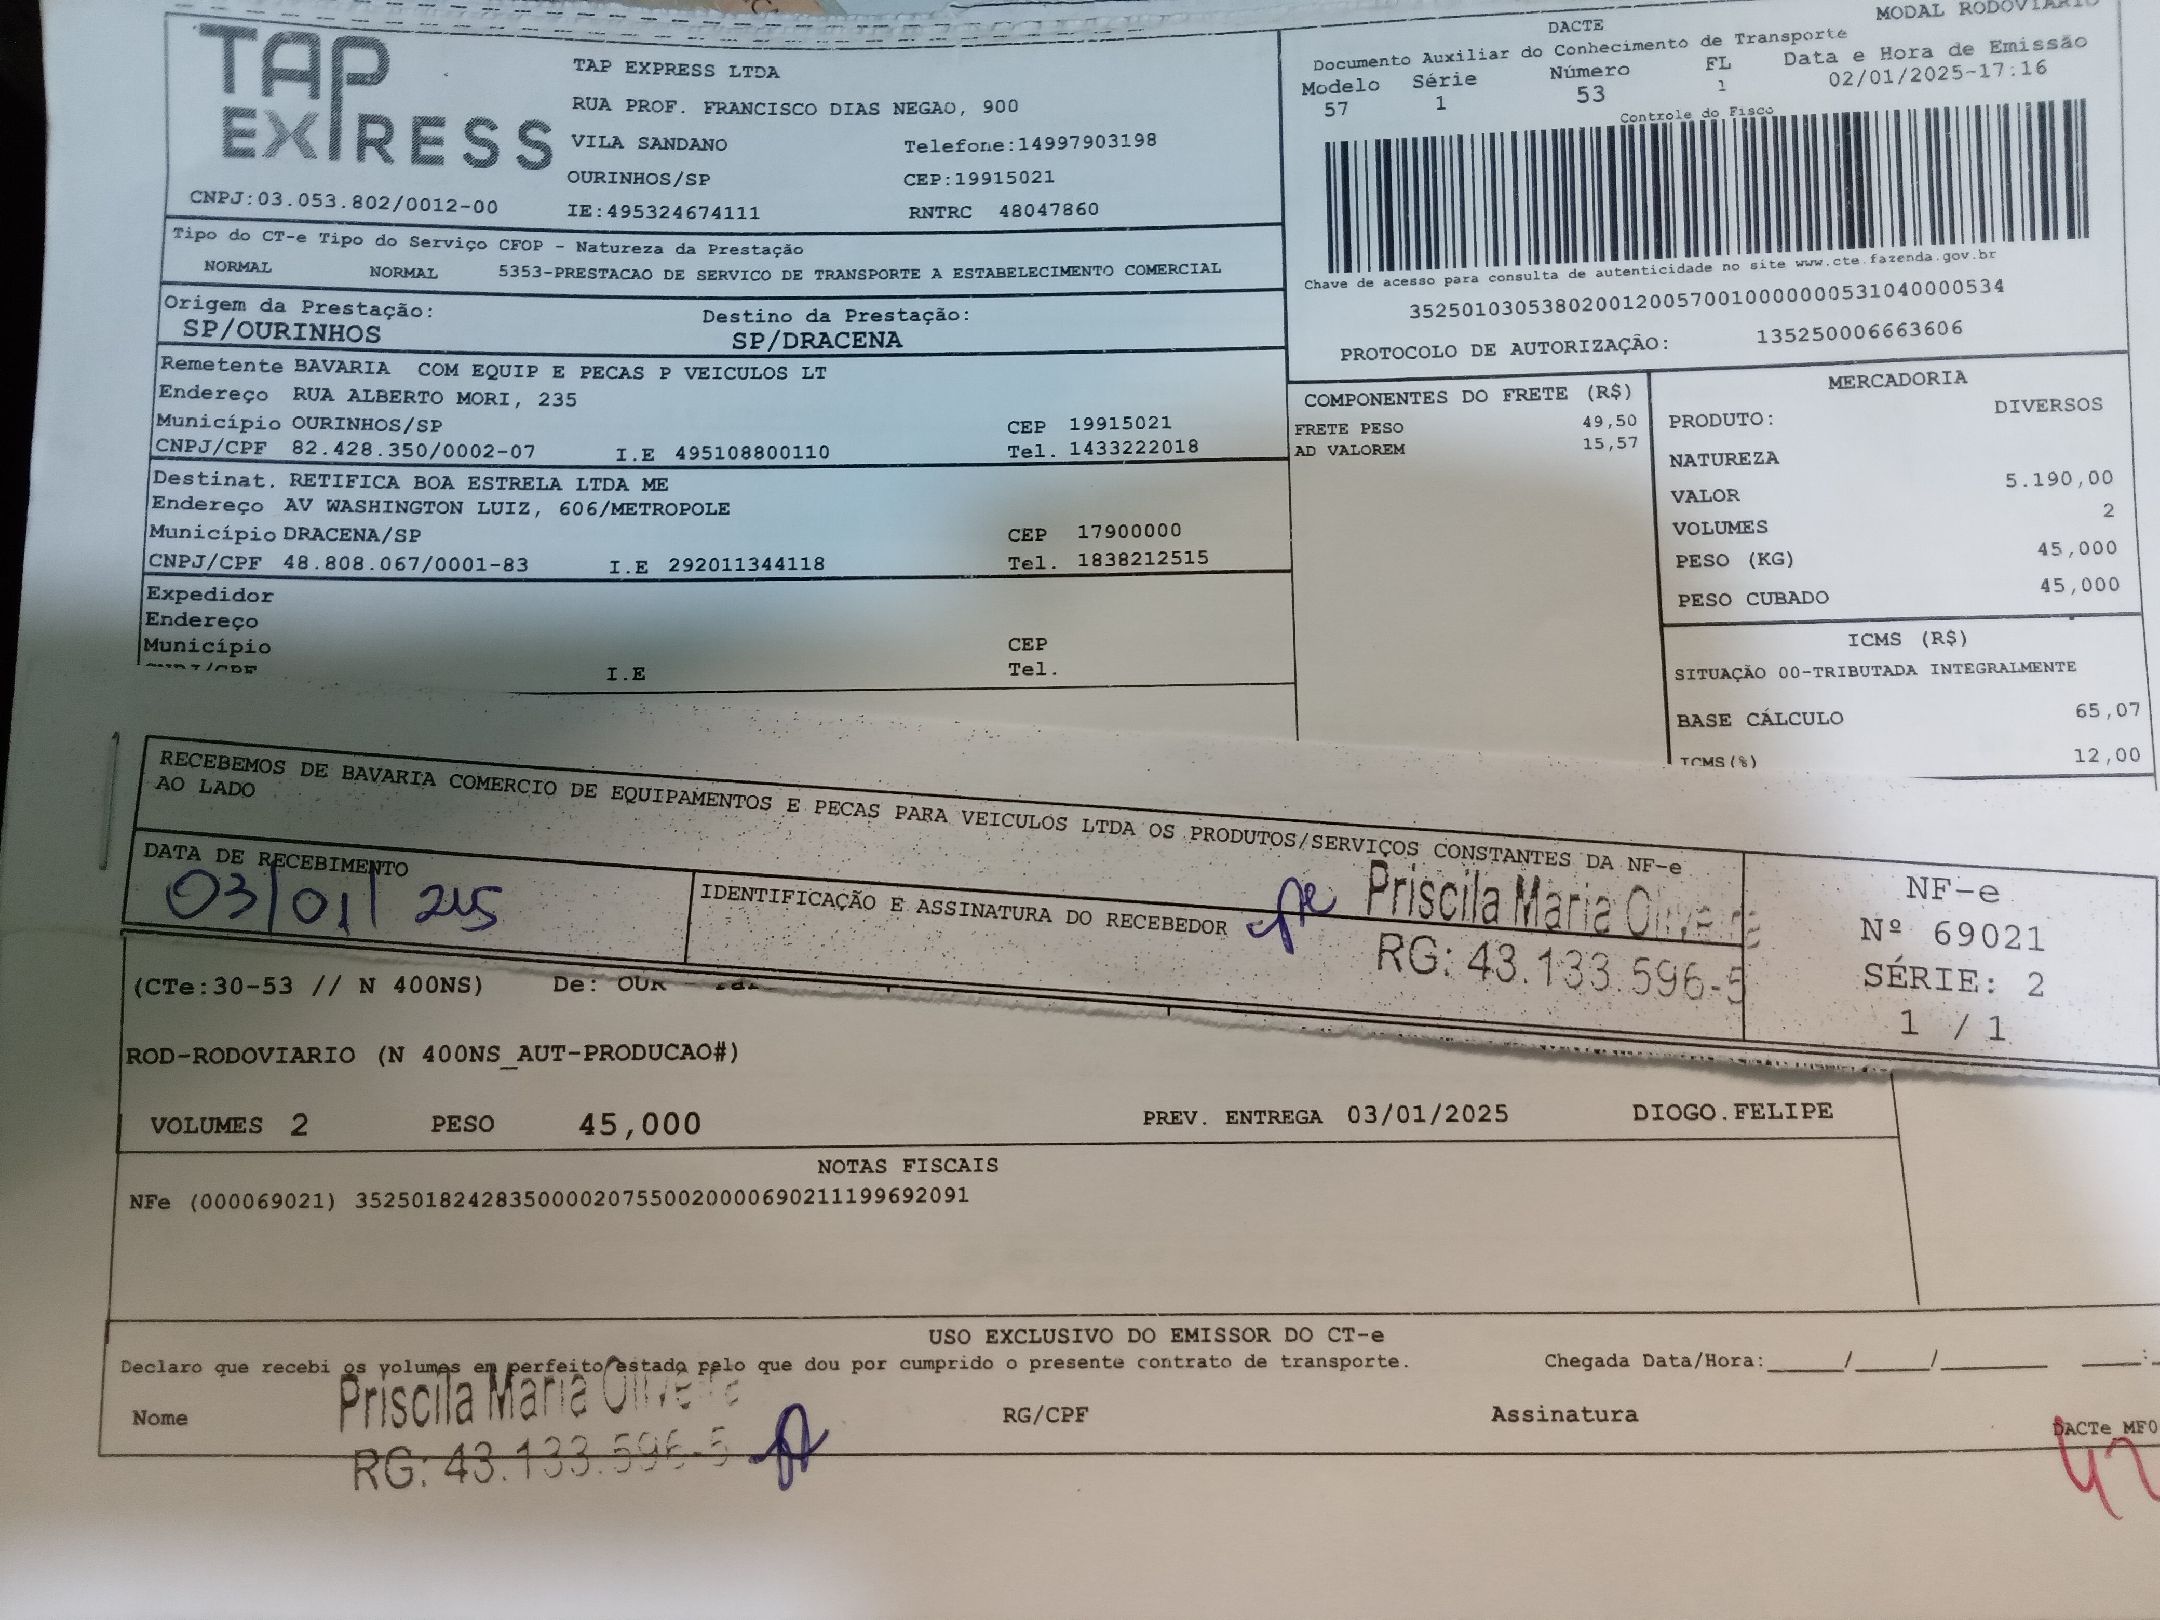 TAP
EXPRESS
CNPJ:03.053.802/0012-00
TAP EXPRESS LTDA
RUA PROF. FRANCISCO DIAS NEGAO, 900
VILA SANDANO Telefone:14997903198
OURINHOS/SP CEP:19915021
IE:495324674111 RNTRC 48047860
MODAL RODOVIARIO
DACTE
Documento Auxiliar do Conhecimento de Transporte
Modelo Série Número FL Data e Hora de Emissão
57 1 53 1 02/01/2025-17:16
Controle do Fisco
Chave de acesso para consulta de autenticidade no site www.cte.fazenda.gov.br
35250103053802001200570010000000531040000534
PROTOCOLO DE AUTORIZAÇÃO: 135250006663606
Tipo do CT-e Tipo do Serviço CFOP - Natureza da Prestação
NORMAL NORMAL 5353-PRESTACAO DE SERVICO DE TRANSPORTE A ESTABELECIMENTO COMERCIAL
Origem da Prestação: Destino da Prestação:
SP/OURINHOS SP/DRACENA
Remetente BAVARIA COM EQUIP E PECAS P VEICULOS LT
Endereço RUA ALBERTO MORI, 235
Município OURINHOS/SP CEP 19915021
CNPJ/CPF 82.428.350/0002-07 I.E 495108800110 Tel. 1433222018
Destinat. RETIFICA BOA ESTRELA LTDA ME
Endereço AV WASHINGTON LUIZ, 606/METROPOLE
Município DRACENA/SP CEP 17900000
CNPJ/CPF 48.808.067/0001-83 I.E 292011344118 Tel. 1838212515
Expedidor
Endereço
Município CEP
CNPJ/CPF I.E Tel.
COMPONENTES DO FRETE (R$)
FRETE PESO 49,50
AD VALOREM 15,57
MERCADORIA
PRODUTO: DIVERSOS
NATUREZA
VALOR 5.190,00
VOLUMES 2
PESO (KG) 45,000
PESO CUBADO 45,000
ICMS (R$)
SITUAÇÃO 00-TRIBUTADA INTEGRALMENTE
BASE CÁLCULO 65,07
ICMS(%) 12,00
RECEBEMOS DE BAVARIA COMERCIO DE EQUIPAMENTOS E PECAS PARA VEICULOS LTDA OS PRODUTOS/SERVIÇOS CONSTANTES DA NF-e
AO LADO
DATA DE RECEBIMENTO
03/01/
IDENTIFICAÇÃO E ASSINATURA DO RECEBEDOR
Priscila Maria Oliveira
RG: 43.133.596-5
NF-e
Nº 69021
SÉRIE: 2
1 / 1
(CTe:30-53 // N 400NS) De: OUR -
ROD-RODOVIARIO (N 400NS_AUT-PRODUCAO#)
VOLUMES 2 PESO 45,000 PREV. ENTREGA 03/01/2025 DIOGO.FELIPE
NOTAS FISCAIS
NFe (000069021) 35250182428350000207550020000690211199692091
USO EXCLUSIVO DO EMISSOR DO CT-e
Declaro que recebi os volumes em perfeito estado pelo que dou por cumprido o presente contrato de transporte. Chegada Data/Hora:____/____/______ ___:
Priscila Maria Oliveira
Nome RG/CPF Assinatura
RG: 43.133.596-5
DACTe MF0